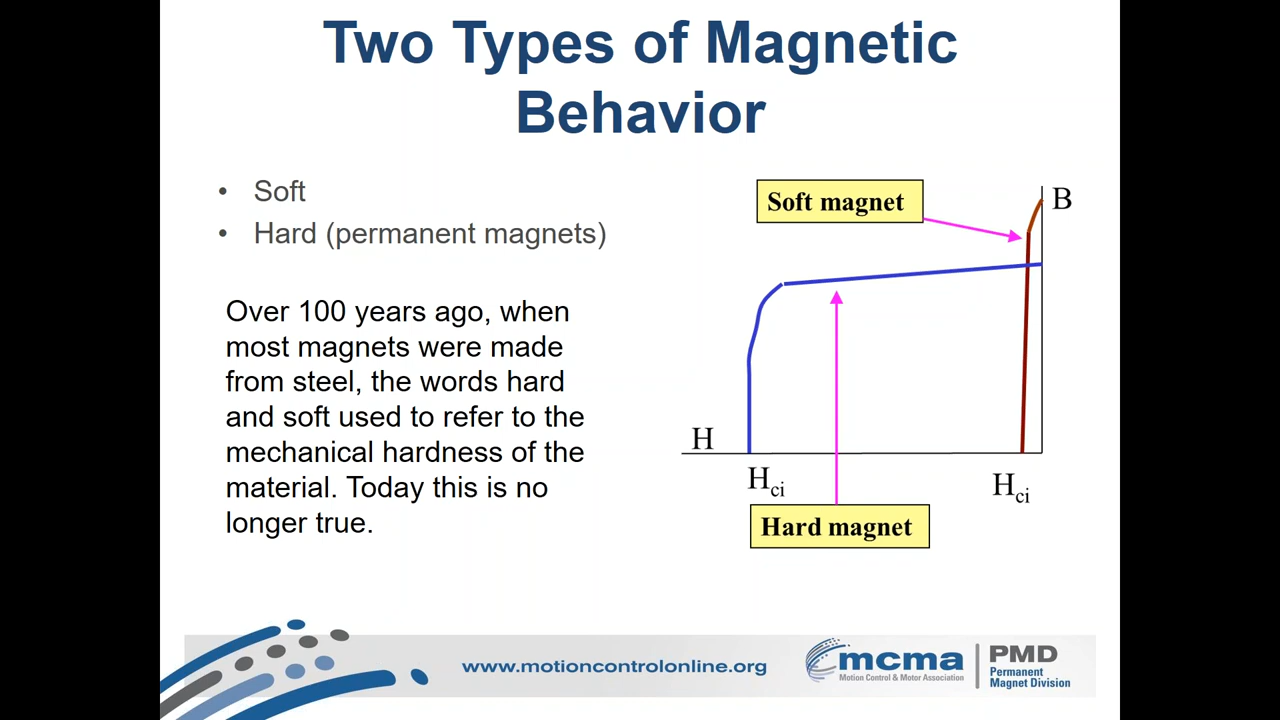 Two Types of Magnetic
Behavior
• Soft
• Hard (permanent magnets)
Over 100 years ago, when
most magnets were made
from steel, the words hard
and soft used to refer to the
mechanical hardness of the
material. Today this is no
longer true.
Soft magnet
B
H
Hci
Hci
Hard magnet
www.motioncontrolonline.org
mcma
Motion Control & Motor Association
PMD
Permanent
Magnet Division